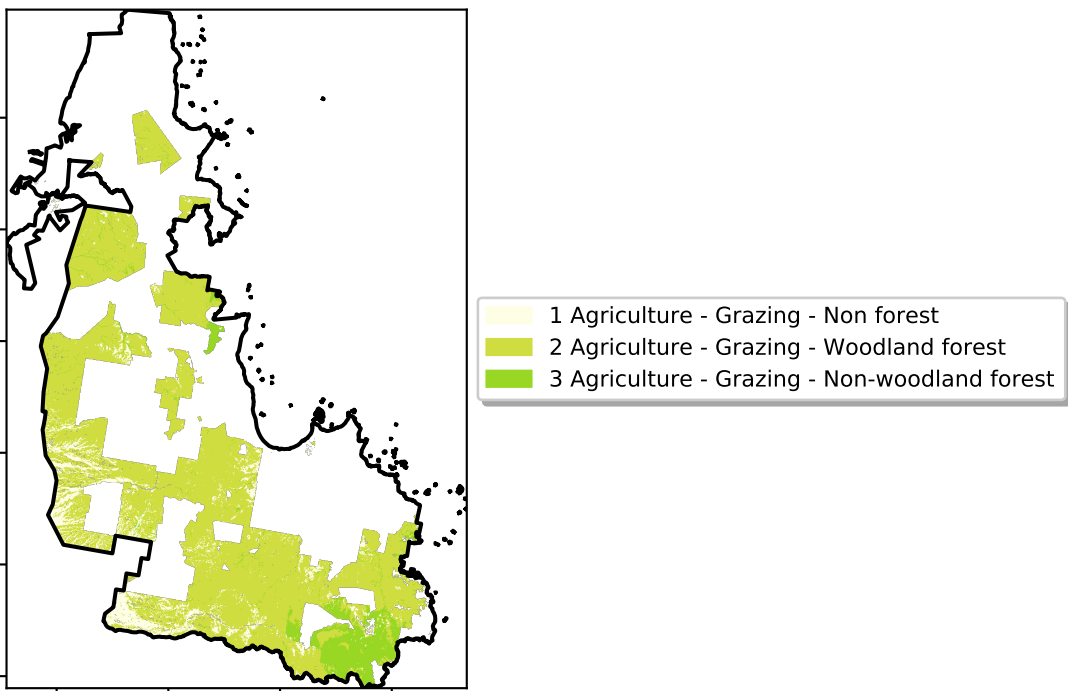 1 Agriculture - Grazing - Non forest
2 Agriculture - Grazing - Woodland forest
3 Agriculture - Grazing - Non-woodland forest